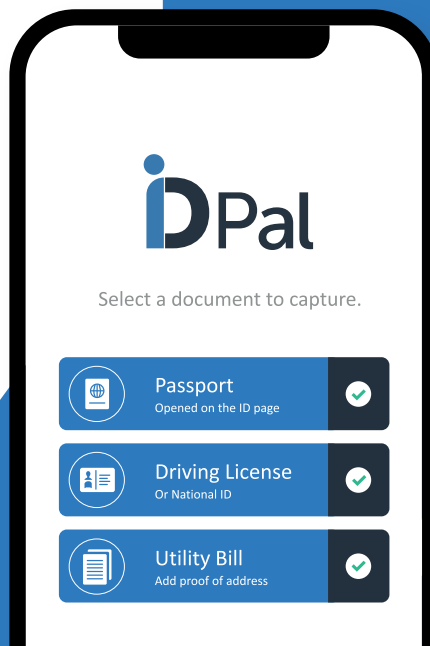 iDPal
Select a document to capture.
Passport
Opened on the ID page
Driving License
Or National ID
Utility Bill
Add proof of address